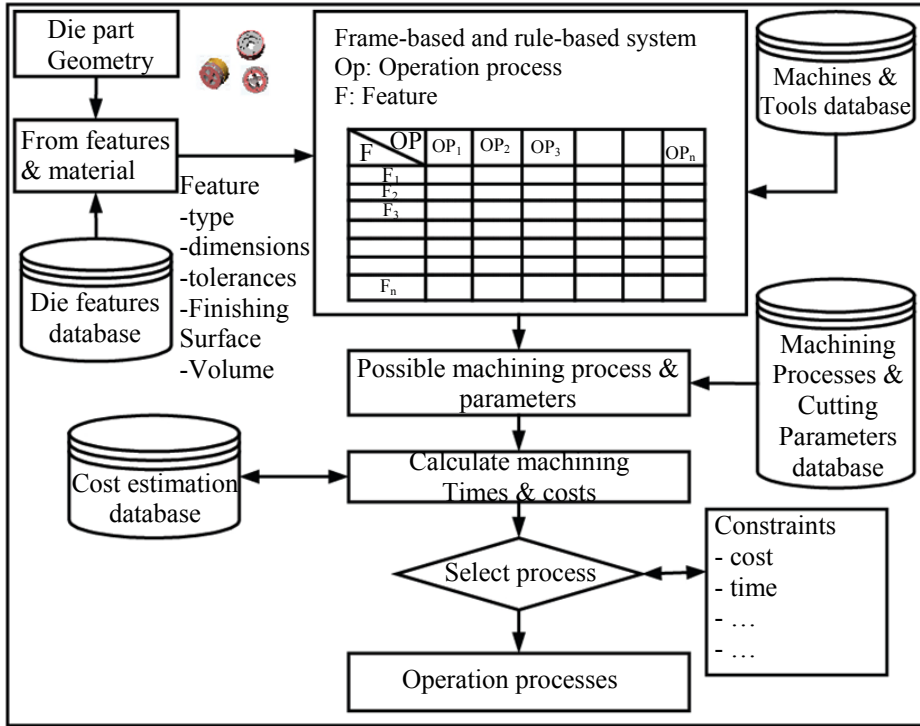 Die part
Geometry
From features
& material
Die features
database
Feature
-type
-dimensions
-tolerances
-Finishing
Surface
-Volume
Frame-based and rule-based system
Op: Operation process
F: Feature
F OP OP1 OP2 OP3 OPn
F1
F2
F3
Fn
Machines &
Tools database
Possible machining process &
parameters
Machining
Processes &
Cutting
Parameters
database
Calculate machining
Times & costs
Cost estimation
database
Select process
Constraints
- cost
- time
- …
- …
Operation processes